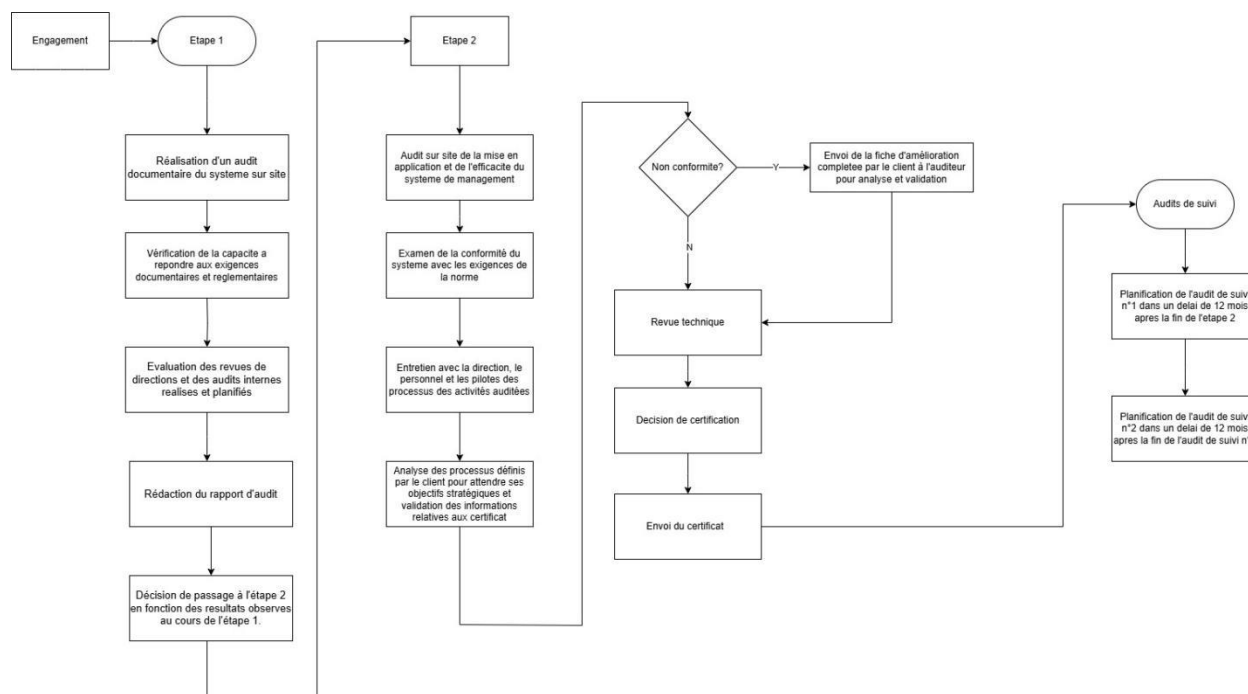 Engagement
Etape 1
Réalisation d'un audit
documentaire du systeme sur site
Vérification de la capacite a
repondre aux exigences
documentaires et reglementaires
Evaluation des revues de
directions et des audits internes
realises et planifiés
Rédaction du rapport d'audit
Décision de passage à l'étape 2
en fonction des resultats observes
au cours de l'étape 1.
Etape 2
Audit sur site de la mise en
application et de l'efficacite du
systeme de management
Examen de la conformité du
systeme avec les exigences de
la norme
Entretien avec la direction, le
personnel et les pilotes des
processus des activités auditées
Analyse des processus définis
par le client pour attendre ses
objectifs stratégiques et
validation des informations
relatives aux certificat
Non conformite?
Y
Envoi de la fiche d'amélioration
completee par le client à l'auditeur
pour analyse et validation
N
Revue technique
Decision de certification
Envoi du certificat
Audits de suivi
Planification de l'audit de suivi
n°1 dans un delai de 12 mois
apres la fin de l'etape 2
Planification de l'audit de suivi
n°2 dans un delai de 12 mois
apres la fin de l'audit de suivi